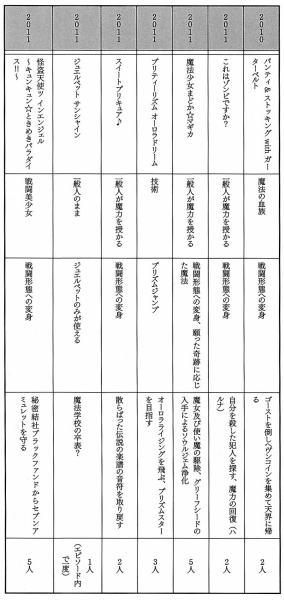 2010
パンティ & ストッキング with ガー
ターベルト
魔法の血族
戦闘形態への変身
ゴーストを倒しヘヴンコインを集めて天界に帰
る
2人
2011
これはゾンビですか?
一般人が魔力を授かる
戦闘形態への変身
自分を殺した犯人を探す、魔力の回復(ハ
ルナ)
2人
2011
魔法少女まどか☆マギカ
一般人が魔力を授かる
戦闘形態への変身、願った奇跡に応じ
た魔法
魔女及び使い魔の駆除、グリーフシードの
入手によるソウルジェム浄化
5人
2011
プリティーリズム オーロラドリーム
技術
プリズムジャンプ
オーロラライジングを飛ぶ、プリズムスター
を目指す
3人
2011
スイートプリキュア♪
一般人が魔力を授かる
戦闘形態への変身
散らばった伝説の楽譜の音符を取り戻す
2人
2011
ジュエルペット サンシャイン
一般人のまま
ジュエルペットのみが使える
魔法学校の卒表?
1人
(エピソード内
で一度)
2011
怪盗天使ツインエンジェル
~キュンキュン☆ときめきパラダイ
ス!!~
戦闘美少女
戦闘形態への変身
秘密結社ブラックファンドからセブンア
ミュレットを守る
5人